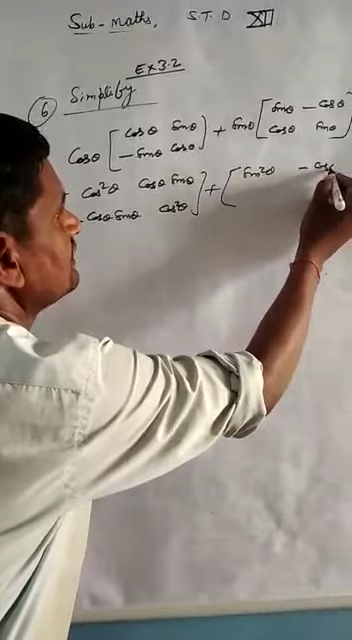 Sub - maths, S.T.D XII
Ex 3.2
6 Simplify
cosθ [ cosθ sinθ ] + sinθ [ sinθ - cosθ ]
- sinθ cosθ cosθ sinθ
cos²θ cosθ sinθ ] + [ sin²θ - cos
- cosθ sinθ cos²θ